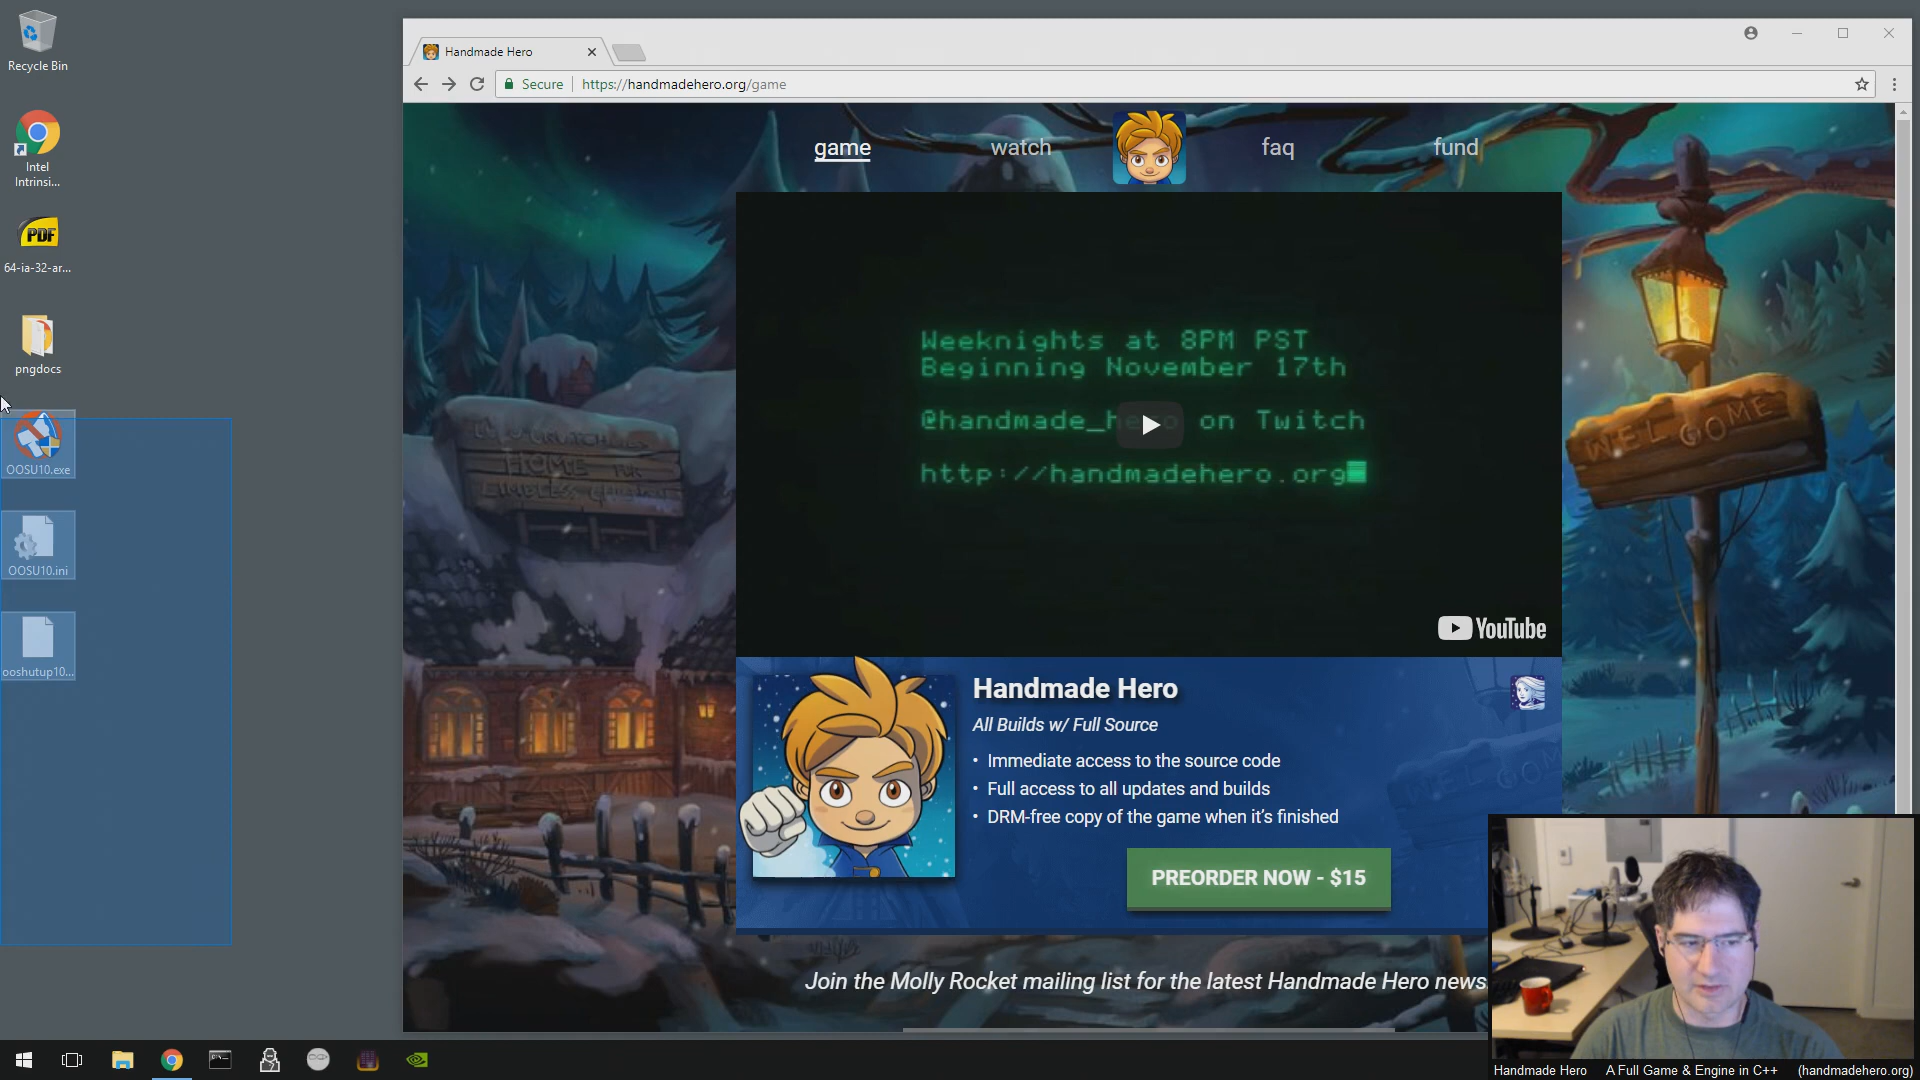 Recycle Bin
Intel
Intrinsi...
PDF
64-ia-32-ar...
pngdocs
OOSU10.exe
OOSU10.ini
ooshutup10...
Handmade Hero
Secure
https://handmadehero.org/game
game
watch
faq
fund
Weeknights at 8PM PST
Beginning November 17th
@handmade_hero on Twitch
http://handmadehero.org
YouTube
WELCOME
Handmade Hero
All Builds w/ Full Source
• Immediate access to the source code
• Full access to all updates and builds
• DRM-free copy of the game when it's finished
PREORDER NOW - $15
Join the Molly Rocket mailing list for the latest Handmade Hero news
Handmade Hero A Full Game & Engine in C++ (handmadehero.org)